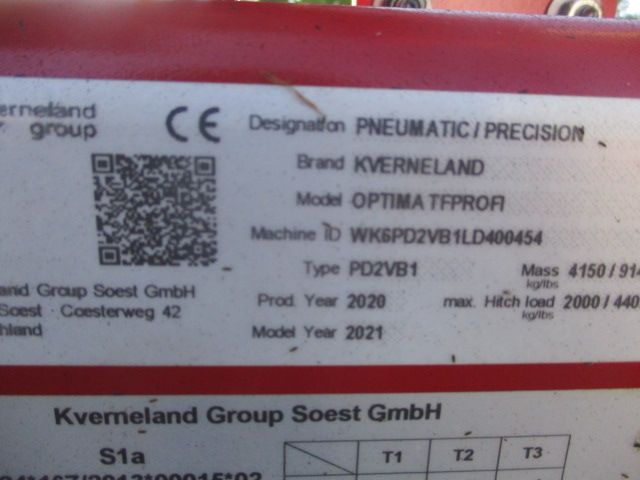 erneland
group
CE
Designation PNEUMATIC / PRECISION
Brand KVERNELAND
Model OPTIMA TFPROFI
Machine ID WK6PD2VB1LD400454
Type PD2VB1 Mass 4150 / 914
kg/lbs
Prod. Year 2020 max. Hitch load 2000 / 440
kg/lbs
Model Year 2021
and Group Soest GmbH
Soest · Coesterweg 42
hland
Kverneland Group Soest GmbH
S1a
T1 T2 T3